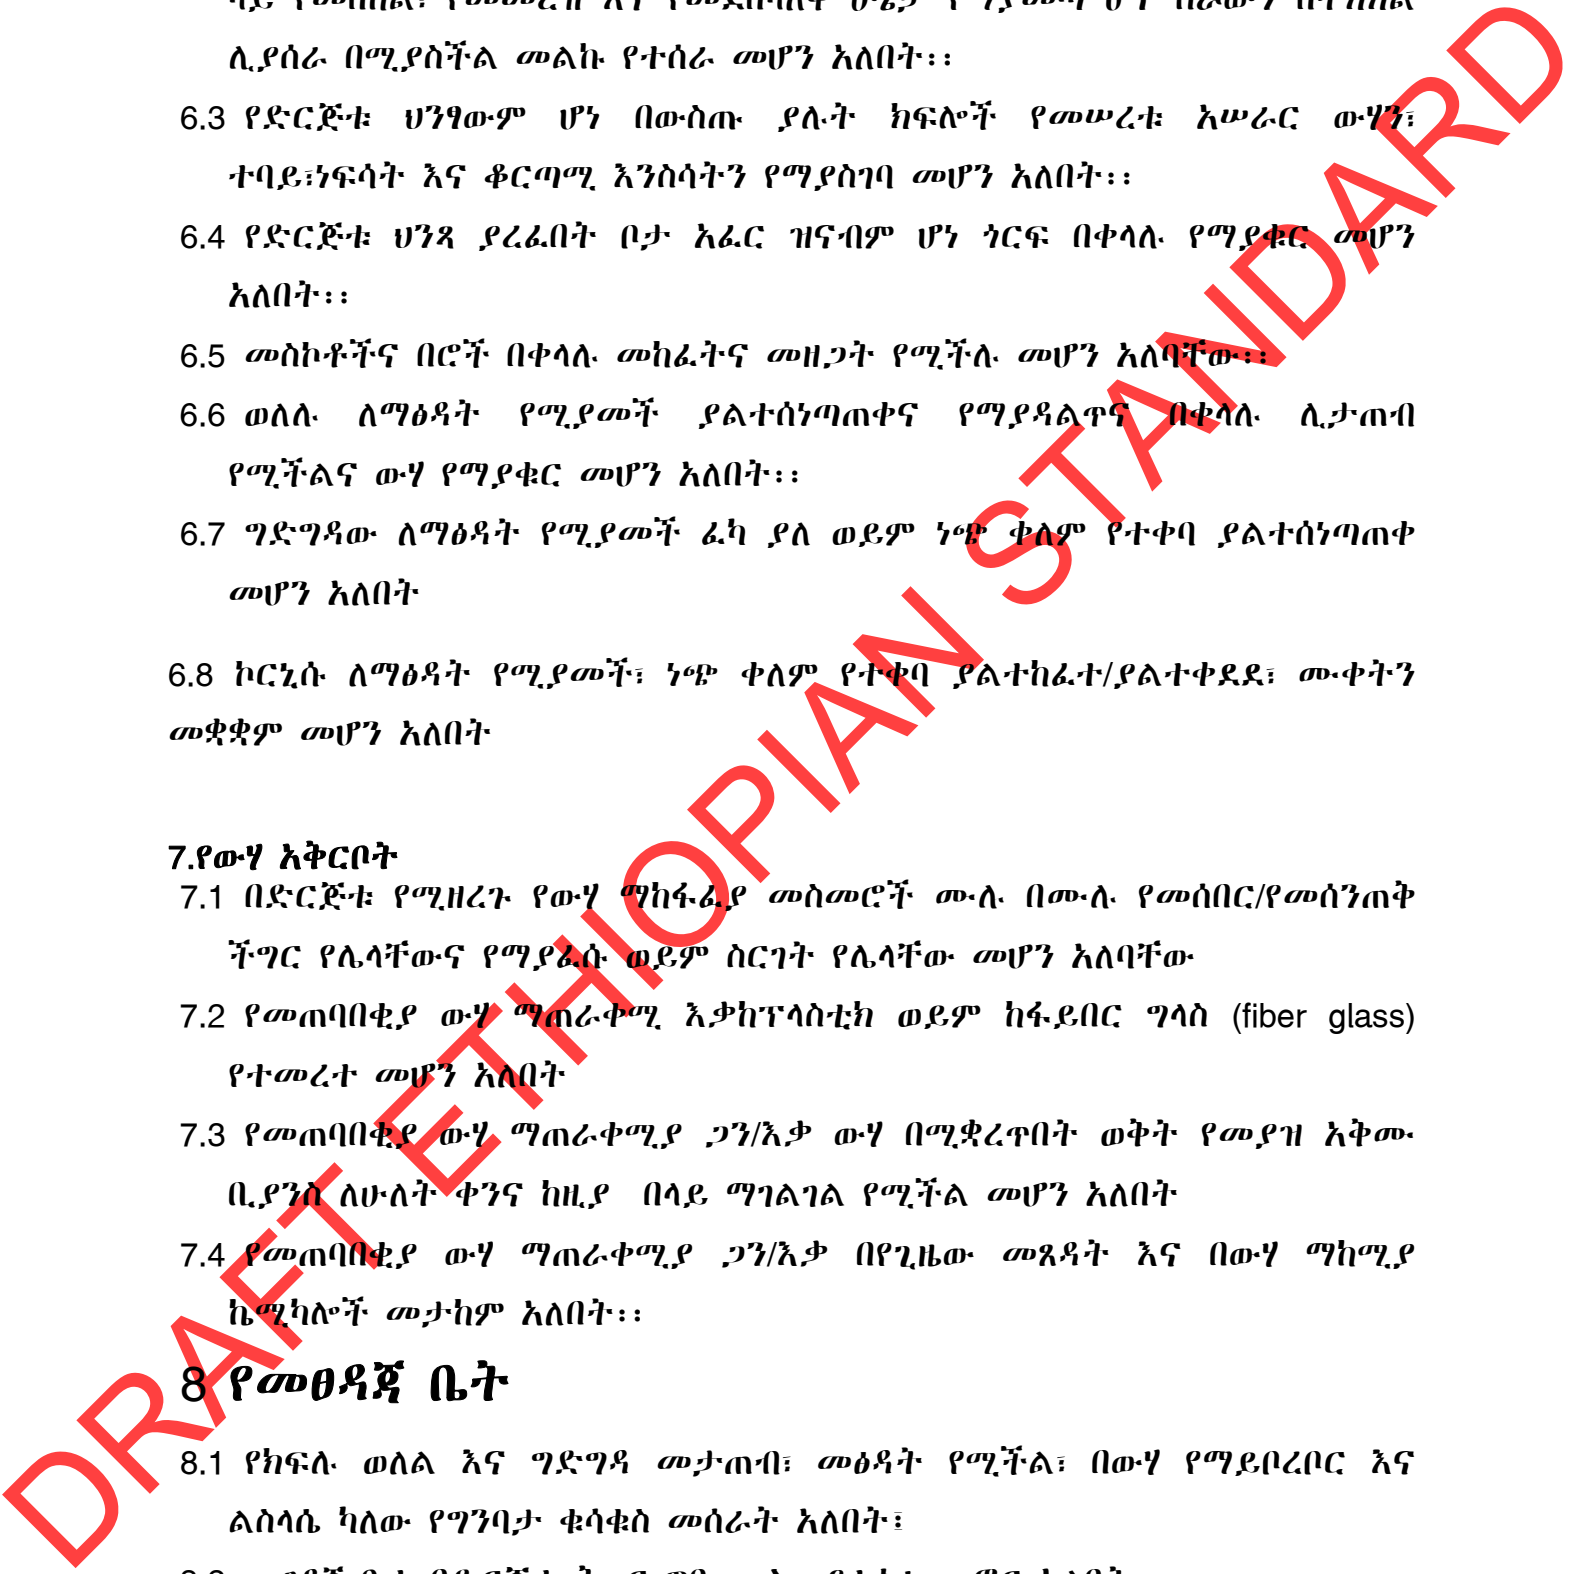 ሊያሰራ በሚያስችል መልኩ የተሰራ መሆን አለበት፡፡
6.3 የድርጅቱ ህንፃውም ሆነ በውስጡ ያሉት ክፍሎች የመሠረቱ አሠራር ውሃን፣
ተባይ፣ነፍሳት እና ቆርጣሚ እንስሳትን የማያስገባ መሆን አለበት፡፡
6.4 የድርጅቱ ህንጻ ያረፈበት ቦታ አፈር ዝናብም ሆነ ጎርፍ በቀላሉ የማያቁር መሆን
አለበት፡፡
6.5 መስኮቶችና በሮች በቀላሉ መከፈትና መዘጋት የሚችሉ መሆን አለባቸው፡፡
6.6 ወለሉ ለማፅዳት የሚያመች ያልተሰነጣጠቀና የማያዳልጥና በቀላሉ ሊታጠብ
የሚችልና ውሃ የማያቁር መሆን አለበት፡፡
6.7 ግድግዳው ለማፅዳት የሚያመች ፈካ ያለ ወይም ነጭ ቀለም የተቀባ ያልተሰነጣጠቀ
መሆን አለበት
6.8 ኮርኒሱ ለማፅዳት የሚያመች፣ ነጭ ቀለም የተቀባ ያልተከፈተ/ያልተቀደደ፣ ሙቀትን
መቋቋም መሆን አለበት
7.የውሃ አቅርቦት
7.1 በድርጅቱ የሚዘረጉ የውሃ ማከፋፈያ መስመሮች ሙሉ በሙሉ የመሰበር/የመሰንጠቅ
ችግር የሌላቸውና የማያፈሱ ወይም ስርገት የሌላቸው መሆን አለባቸው
7.2 የመጠባበቂያ ውሃ ማጠራቀሚ እቃከፕላስቲክ ወይም ከፋይበር ግላስ (fiber glass)
የተመረተ መሆን አለበት
7.3 የመጠባበቂያ ውሃ ማጠራቀሚያ ጋን/እቃ ውሃ በሚቋረጥበት ወቅት የመያዝ አቅሙ
ቢያንስ ለሁለት ቀንና ከዚያ በላይ ማገልገል የሚችል መሆን አለበት
7.4 የመጠባበቂያ ውሃ ማጠራቀሚያ ጋን/እቃ በየጊዜው መጸዳት እና በውሃ ማከሚያ
ኬሚካሎች መታከም አለበት፡፡
8 የመፀዳጃ ቤት
8.1 የክፍሉ ወለል እና ግድግዳ መታጠብ፣ መፅዳት የሚችል፣ በውሃ የማይቦረቦር እና
ልስላሴ ካለው የግንባታ ቁሳቁስ መሰራት አለበት፤
DRAFT ETHIOPIAN STANDARD